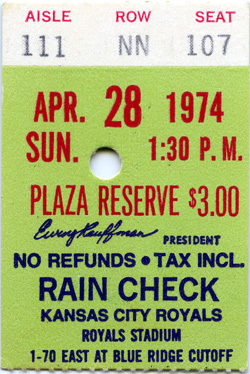 AISLE ROW SEAT
111 NN 107
APR. 28 1974
SUN. 1:30 P. M.
PLAZA RESERVE $3.00
Ewing Kauffman PRESIDENT
NO REFUNDS • TAX INCL.
RAIN CHECK
KANSAS CITY ROYALS
ROYALS STADIUM
1-70 EAST AT BLUE RIDGE CUTOFF